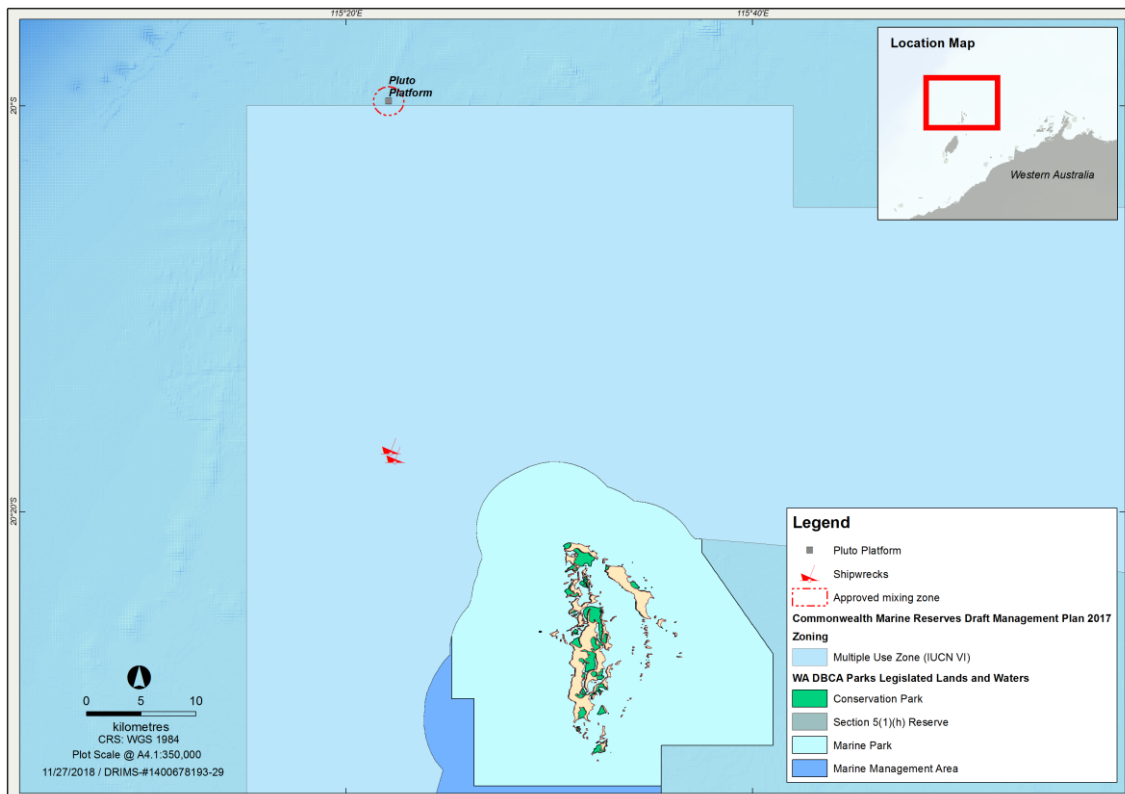 115°20'E
115°40'E
20°S
Pluto
Platform
Location Map
Western Australia
20°20'S
Legend
Pluto Platform
Shipwrecks
Approved mixing zone
Commonwealth Marine Reserves Draft Management Plan 2017
Zoning
Multiple Use Zone (IUCN VI)
WA DBCA Parks Legislated Lands and Waters
Conservation Park
Section 5(1)(h) Reserve
Marine Park
Marine Management Area
0 5 10
kilometres
CRS: WGS 1984
Plot Scale @ A4.1:350,000
11/27/2018 / DRIMS-#1400678193-29